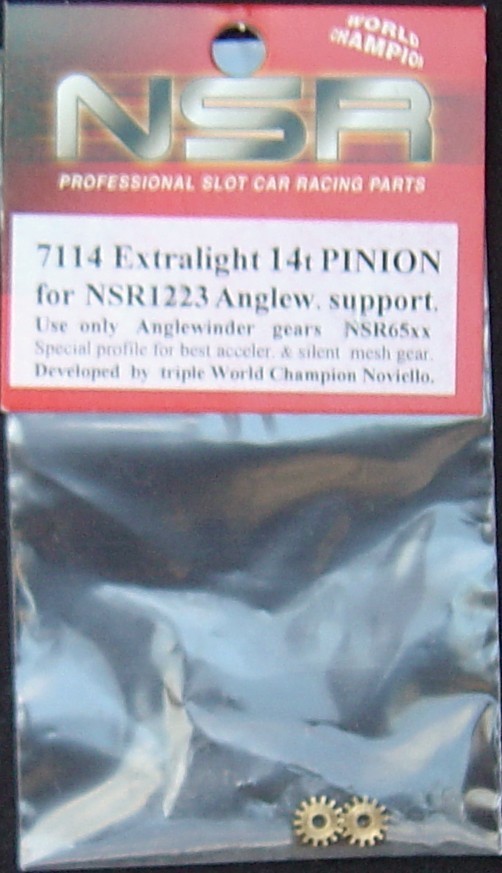 WORLD
CHAMPION
NSR
PROFESSIONAL SLOT CAR RACING PARTS
7114 Extralight 14t PINION
for NSR1223 Anglew. support.
Use only Anglewinder gears NSR65xx
Special profile for best acceler. & silent mesh gear.
Developed by triple World Champion Noviello.